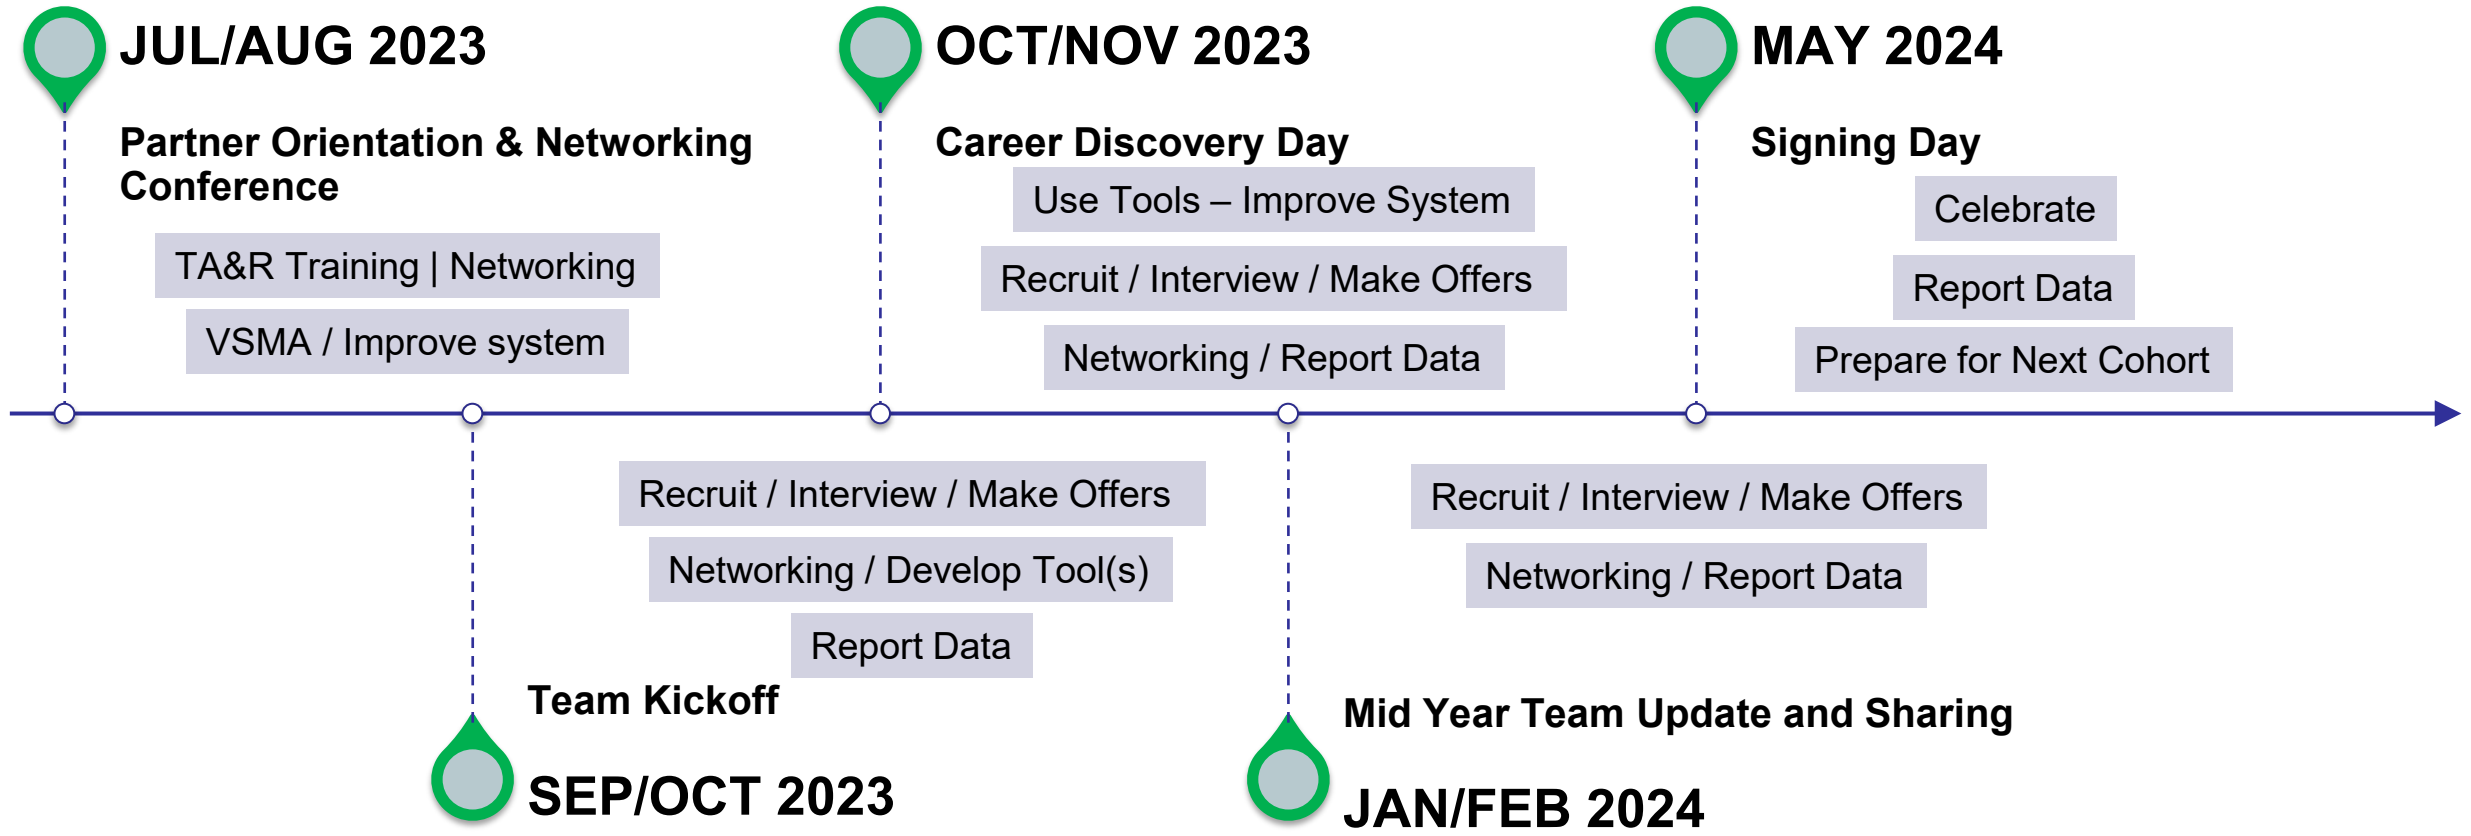 JUL/AUG 2023
Partner Orientation & Networking
Conference
TA&R Training | Networking
VSMA / Improve system
OCT/NOV 2023
Career Discovery Day
Use Tools – Improve System
Recruit / Interview / Make Offers
Networking / Report Data
MAY 2024
Signing Day
Celebrate
Report Data
Prepare for Next Cohort
Recruit / Interview / Make Offers
Networking / Develop Tool(s)
Report Data
Team Kickoff
SEP/OCT 2023
Recruit / Interview / Make Offers
Networking / Report Data
Mid Year Team Update and Sharing
JAN/FEB 2024